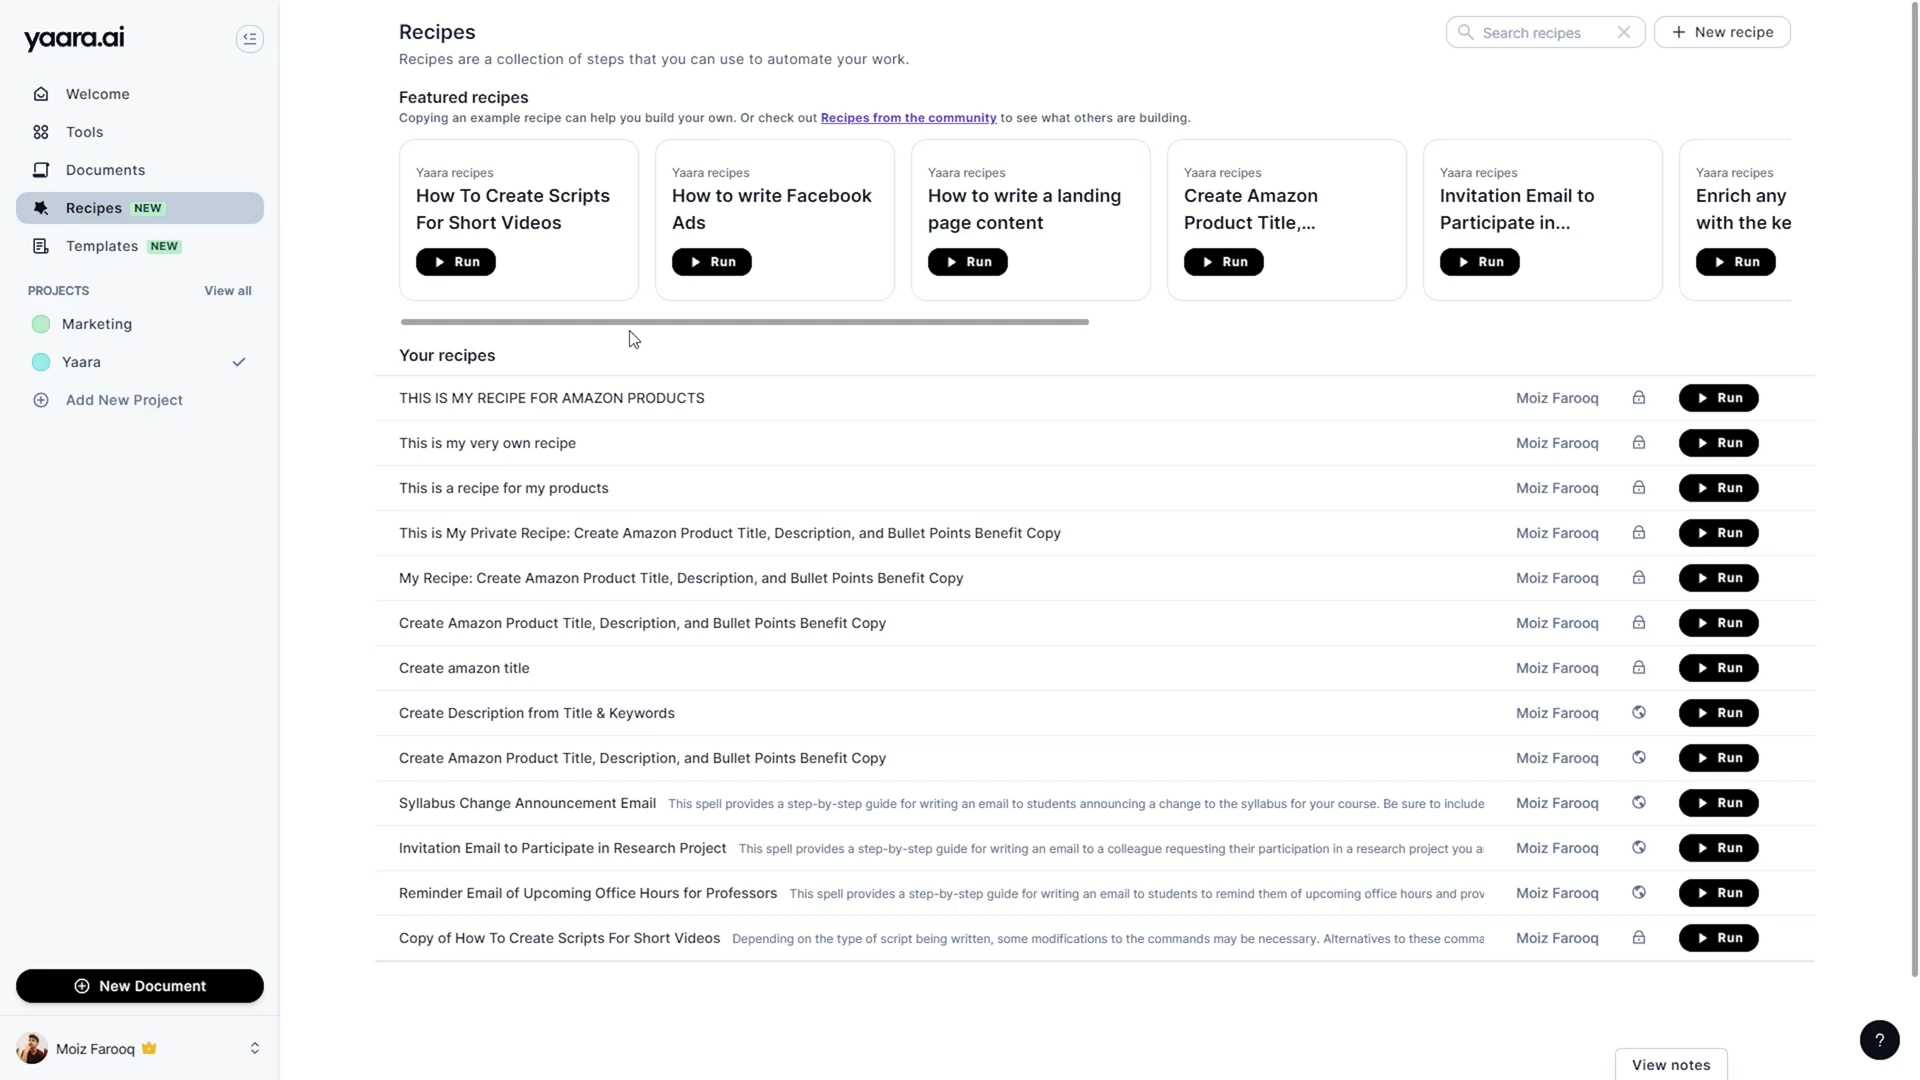 yaara.ai
Welcome
Tools
Documents
Recipes NEW
Templates NEW
PROJECTS View all
Marketing
Yaara
Add New Project
New Document
Moiz Farooq
Recipes
Recipes are a collection of steps that you can use to automate your work.
Search recipes
New recipe
Featured recipes
Copying an example recipe can help you build your own. Or check out Recipes from the community to see what others are building.
Yaara recipes
How To Create Scripts
For Short Videos
Run
Yaara recipes
How to write Facebook
Ads
Run
Yaara recipes
How to write a landing
page content
Run
Yaara recipes
Create Amazon
Product Title,...
Run
Yaara recipes
Invitation Email to
Participate in...
Run
Yaara recipes
Enrich any
with the ke
Run
Your recipes
THIS IS MY RECIPE FOR AMAZON PRODUCTS Moiz Farooq Run
This is my very own recipe Moiz Farooq Run
This is a recipe for my products Moiz Farooq Run
This is My Private Recipe: Create Amazon Product Title, Description, and Bullet Points Benefit Copy Moiz Farooq Run
My Recipe: Create Amazon Product Title, Description, and Bullet Points Benefit Copy Moiz Farooq Run
Create Amazon Product Title, Description, and Bullet Points Benefit Copy Moiz Farooq Run
Create amazon title Moiz Farooq Run
Create Description from Title & Keywords Moiz Farooq Run
Create Amazon Product Title, Description, and Bullet Points Benefit Copy Moiz Farooq Run
Syllabus Change Announcement Email This spell provides a step-by-step guide for writing an email to students announcing a change to the syllabus for your course. Be sure to include Moiz Farooq Run
Invitation Email to Participate in Research Project This spell provides a step-by-step guide for writing an email to a colleague requesting their participation in a research project you a Moiz Farooq Run
Reminder Email of Upcoming Office Hours for Professors This spell provides a step-by-step guide for writing an email to students to remind them of upcoming office hours and prov Moiz Farooq Run
Copy of How To Create Scripts For Short Videos Depending on the type of script being written, some modifications to the commands may be necessary. Alternatives to these comma Moiz Farooq Run
?
View notes